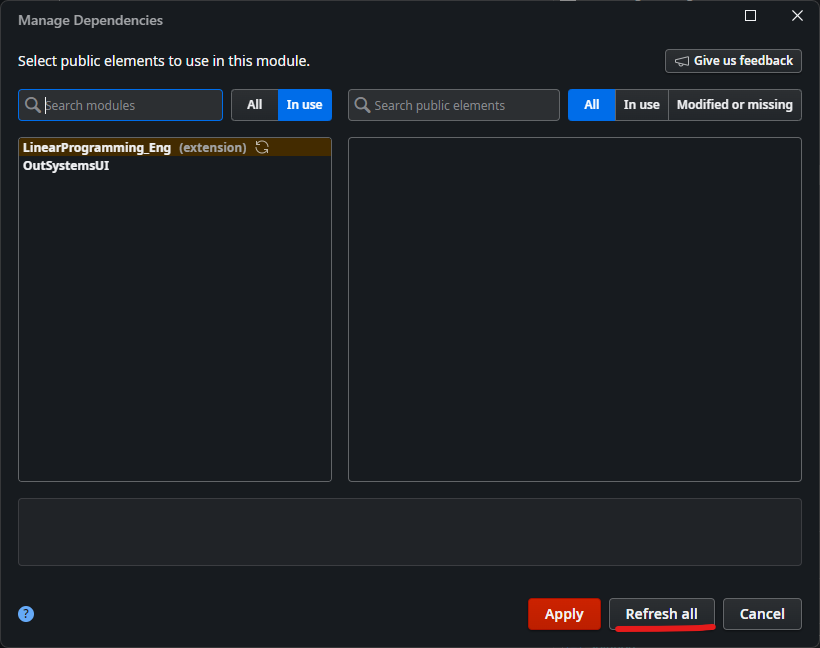 Manage Dependencies
Select public elements to use in this module.
Give us feedback
Search modules
All
In use
Search public elements
All
In use
Modified or missing
LinearProgramming_Eng (extension)
OutSystemsUI
?
Apply
Refresh all
Cancel